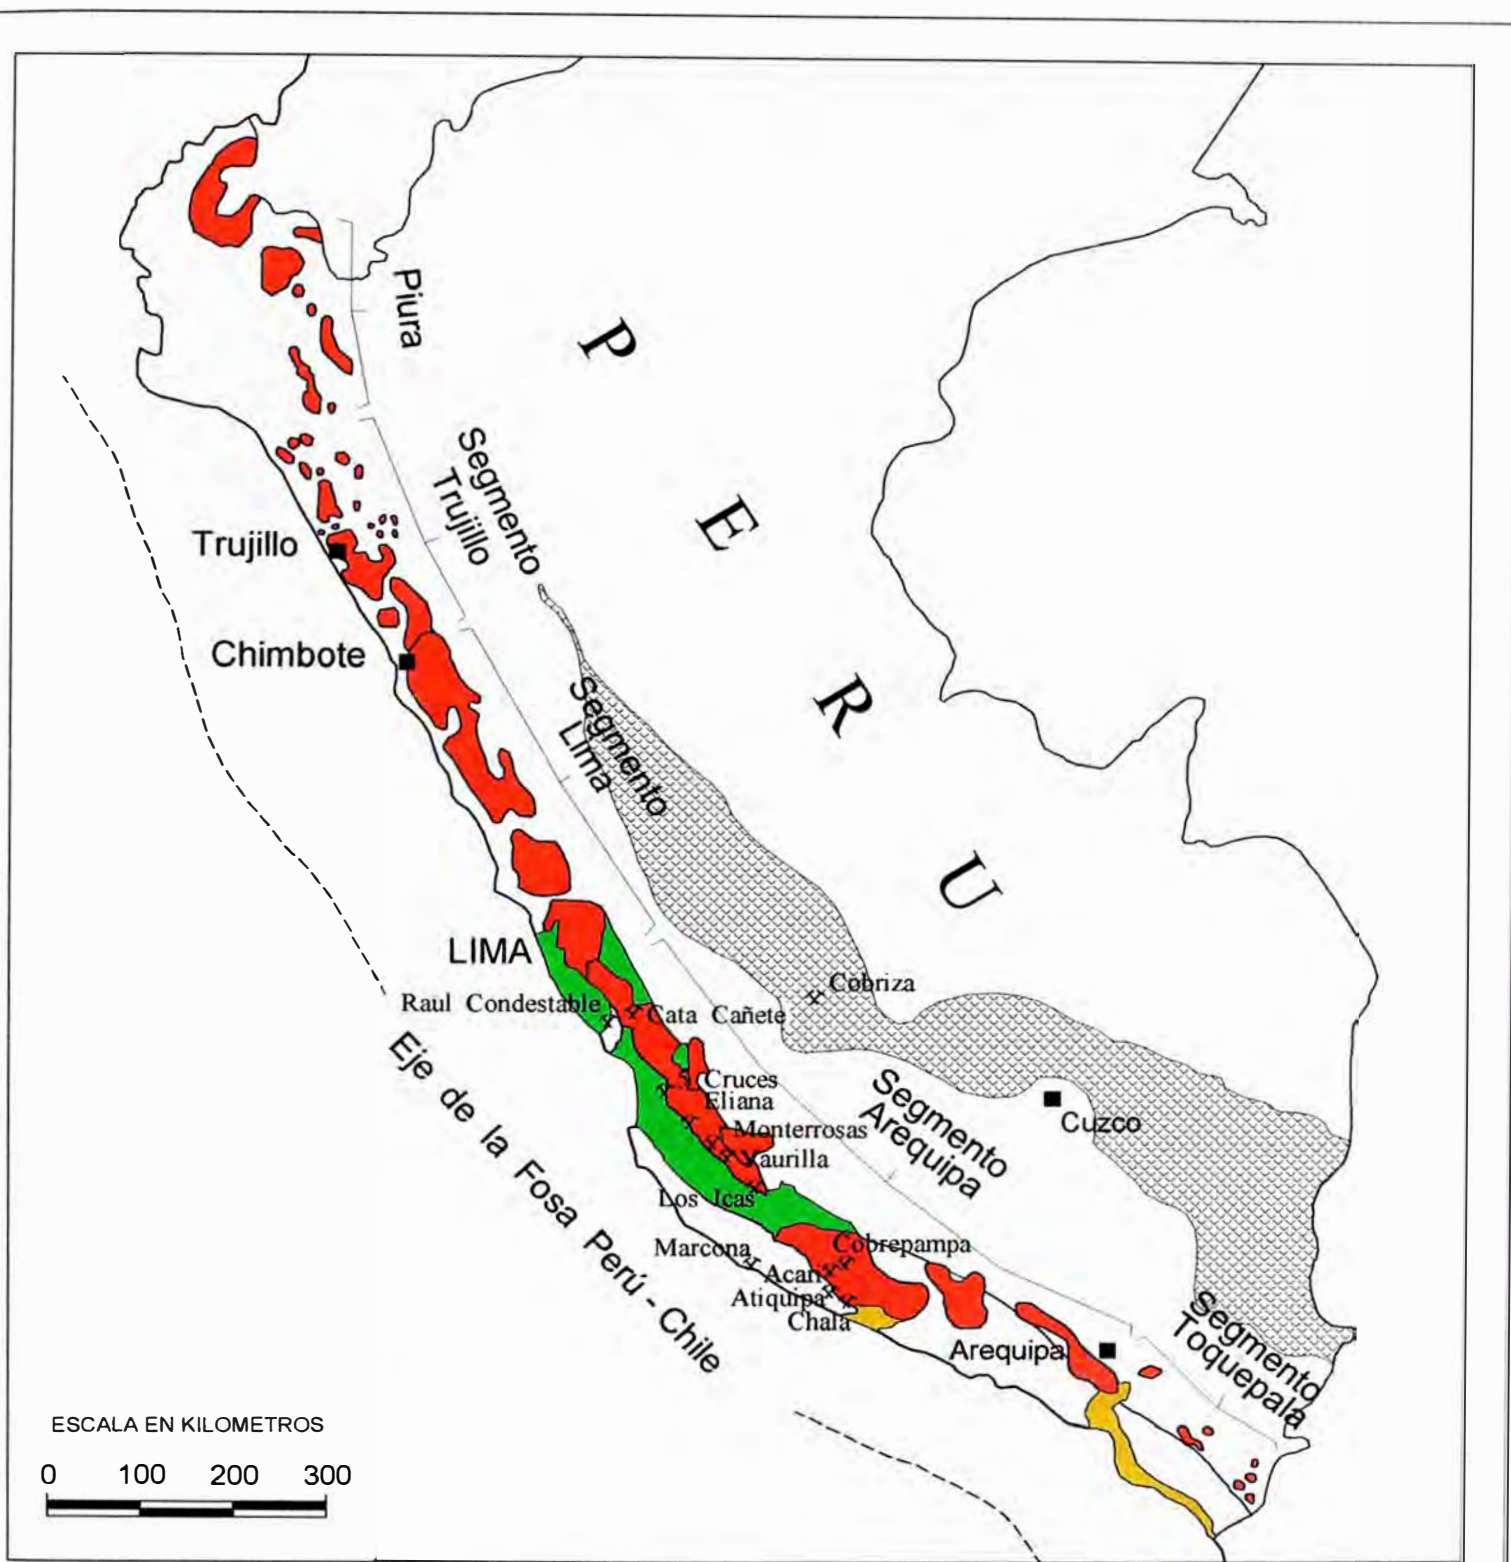 Piura
P
E
R
U
Segmento
Trujillo
Trujillo
Chimbote
Segmento
Lima
LIMA
Cobriza
Raul Condestable
Cata Cañete
Eje de la Fosa Perú - Chile
Cruces
Eliana
Segmento
Arequipa
Cuzco
Monterrosas
Yaurilla
Los Icas
Marcona
Cobrepampa
Acari
Atiquipa
Chala
Arequipa
Segmento
Toquepala
ESCALA EN KILOMETROS
0 100 200 300